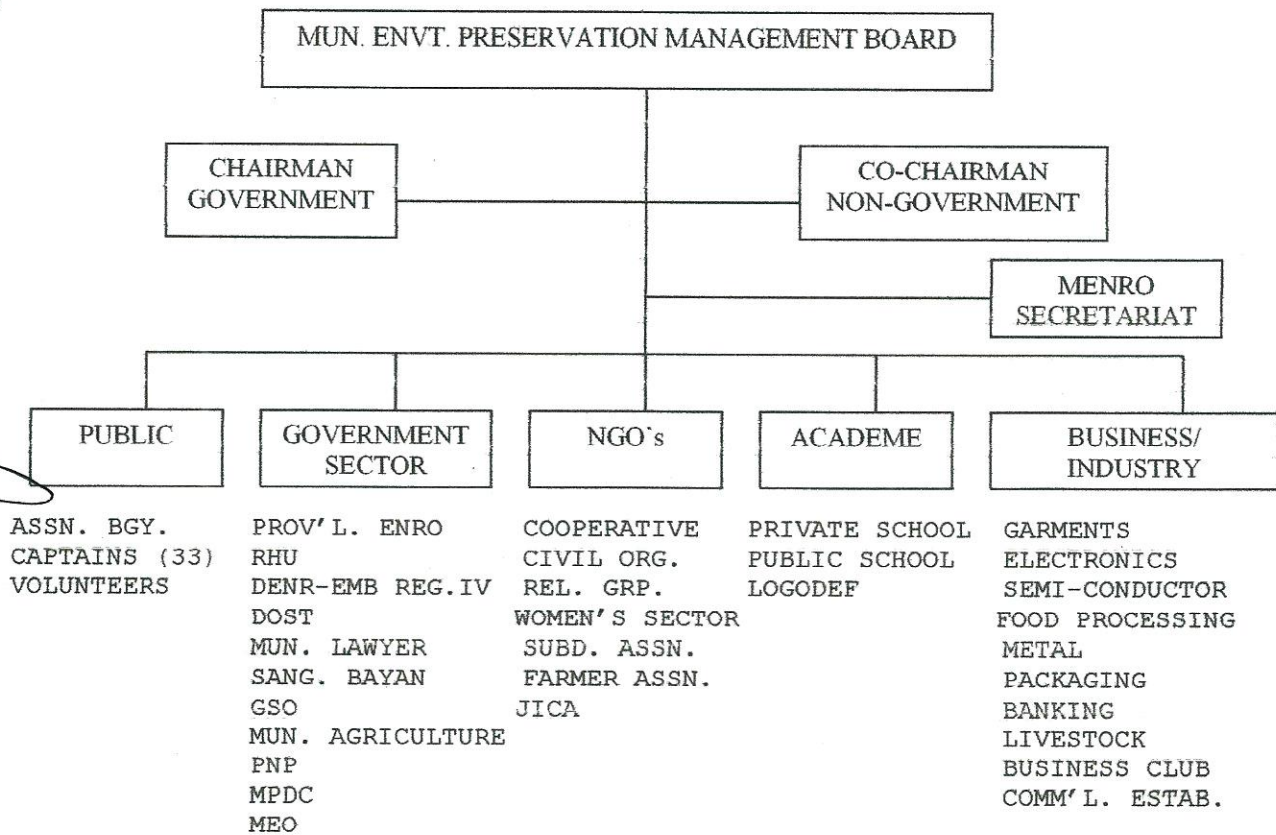 MUN. ENVT. PRESERVATION MANAGEMENT BOARD
CHAIRMAN
GOVERNMENT
CO-CHAIRMAN
NON-GOVERNMENT
MENRO
SECRETARIAT
PUBLIC
ASSN. BGY.
CAPTAINS (33)
VOLUNTEERS
GOVERNMENT
SECTOR
PROV'L. ENRO
RHU
DENR-EMB REG.IV
DOST
MUN. LAWYER
SANG. BAYAN
GSO
MUN. AGRICULTURE
PNP
MPDC
MEO
NGO`s
COOPERATIVE
CIVIL ORG.
REL. GRP.
WOMEN'S SECTOR
SUBD. ASSN.
FARMER ASSN.
JICA
ACADEME
PRIVATE SCHOOL
PUBLIC SCHOOL
LOGODEF
BUSINESS/
INDUSTRY
GARMENTS
ELECTRONICS
SEMI-CONDUCTOR
FOOD PROCESSING
METAL
PACKAGING
BANKING
LIVESTOCK
BUSINESS CLUB
COMM'L. ESTAB.